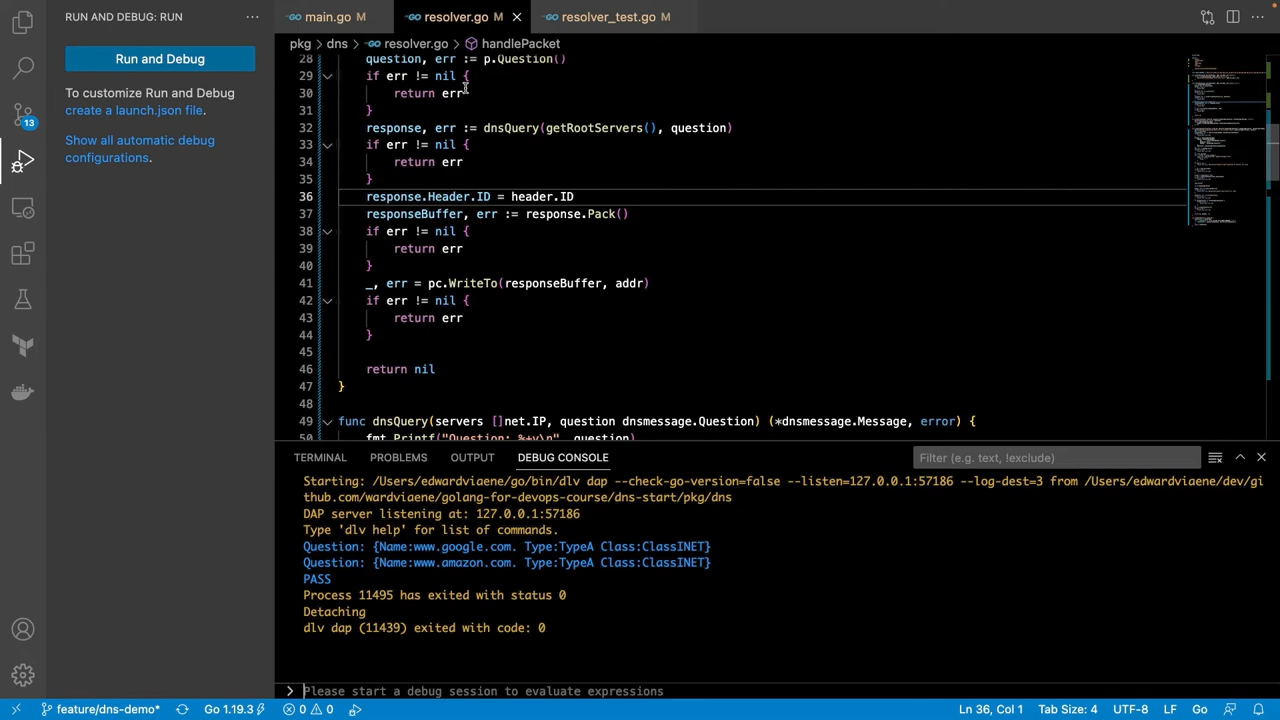 RUN AND DEBUG: RUN
Run and Debug
To customize Run and Debug
create a launch.json file.
Show all automatic debug
configurations.
13
main.go M
resolver.go M
resolver_test.go M
pkg > dns > resolver.go > handlePacket
28 question, err := p.Question()
29 if err != nil {
30 return err
31 }
32 response, err := dnsQuery(getRootServers(), question)
33 if err != nil {
34 return err
35 }
36 response.Header.ID = header.ID
37 responseBuffer, err := response.Pack()
38 if err != nil {
39 return err
40 }
41 _, err = pc.WriteTo(responseBuffer, addr)
42 if err != nil {
43 return err
44 }
45
46 return nil
47 }
48
49 func dnsQuery(servers []net.IP, question dnsmessage.Question) (*dnsmessage.Message, error) {
50 fmt.Printf("Question: %+v\n", question)
TERMINAL PROBLEMS OUTPUT DEBUG CONSOLE
Filter (e.g. text, !exclude)
Starting: /Users/edwardviaene/go/bin/dlv dap --check-go-version=false --listen=127.0.0.1:57186 --log-dest=3 from /Users/edwardviaene/dev/gi
thub.com/wardviaene/golang-for-devops-course/dns-start/pkg/dns
DAP server listening at: 127.0.0.1:57186
Type 'dlv help' for list of commands.
Question: {Name:www.google.com. Type:TypeA Class:ClassINET}
Question: {Name:www.amazon.com. Type:TypeA Class:ClassINET}
PASS
Process 11495 has exited with status 0
Detaching
dlv dap (11439) exited with code: 0
Please start a debug session to evaluate expressions
feature/dns-demo* Go 1.19.3 0 0 Ln 36, Col 1 Tab Size: 4 UTF-8 LF Go